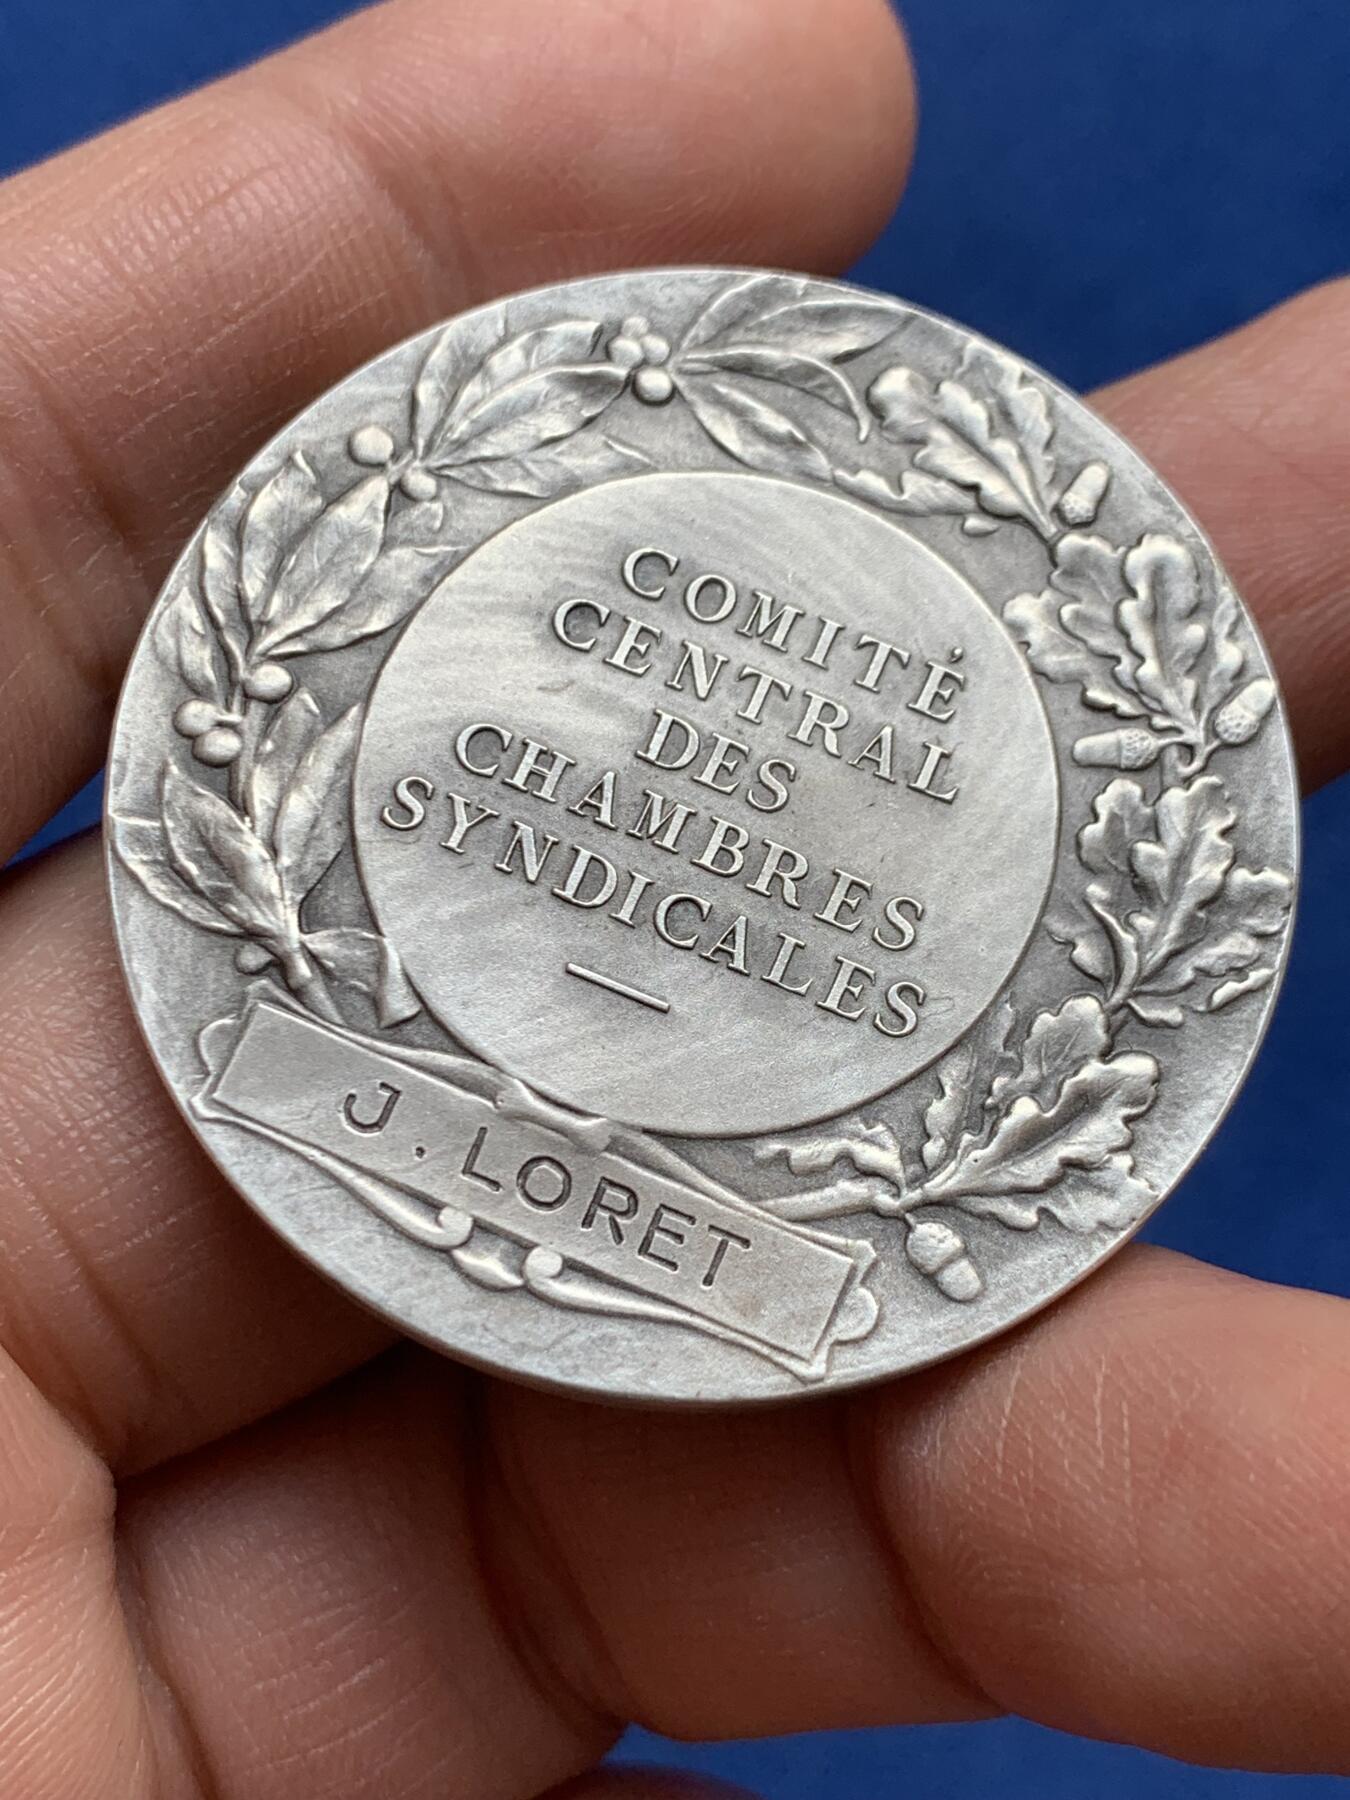 COMITÉ
CENTRAL
DES
CHAMBRES
SYNDICALES
J. LORET